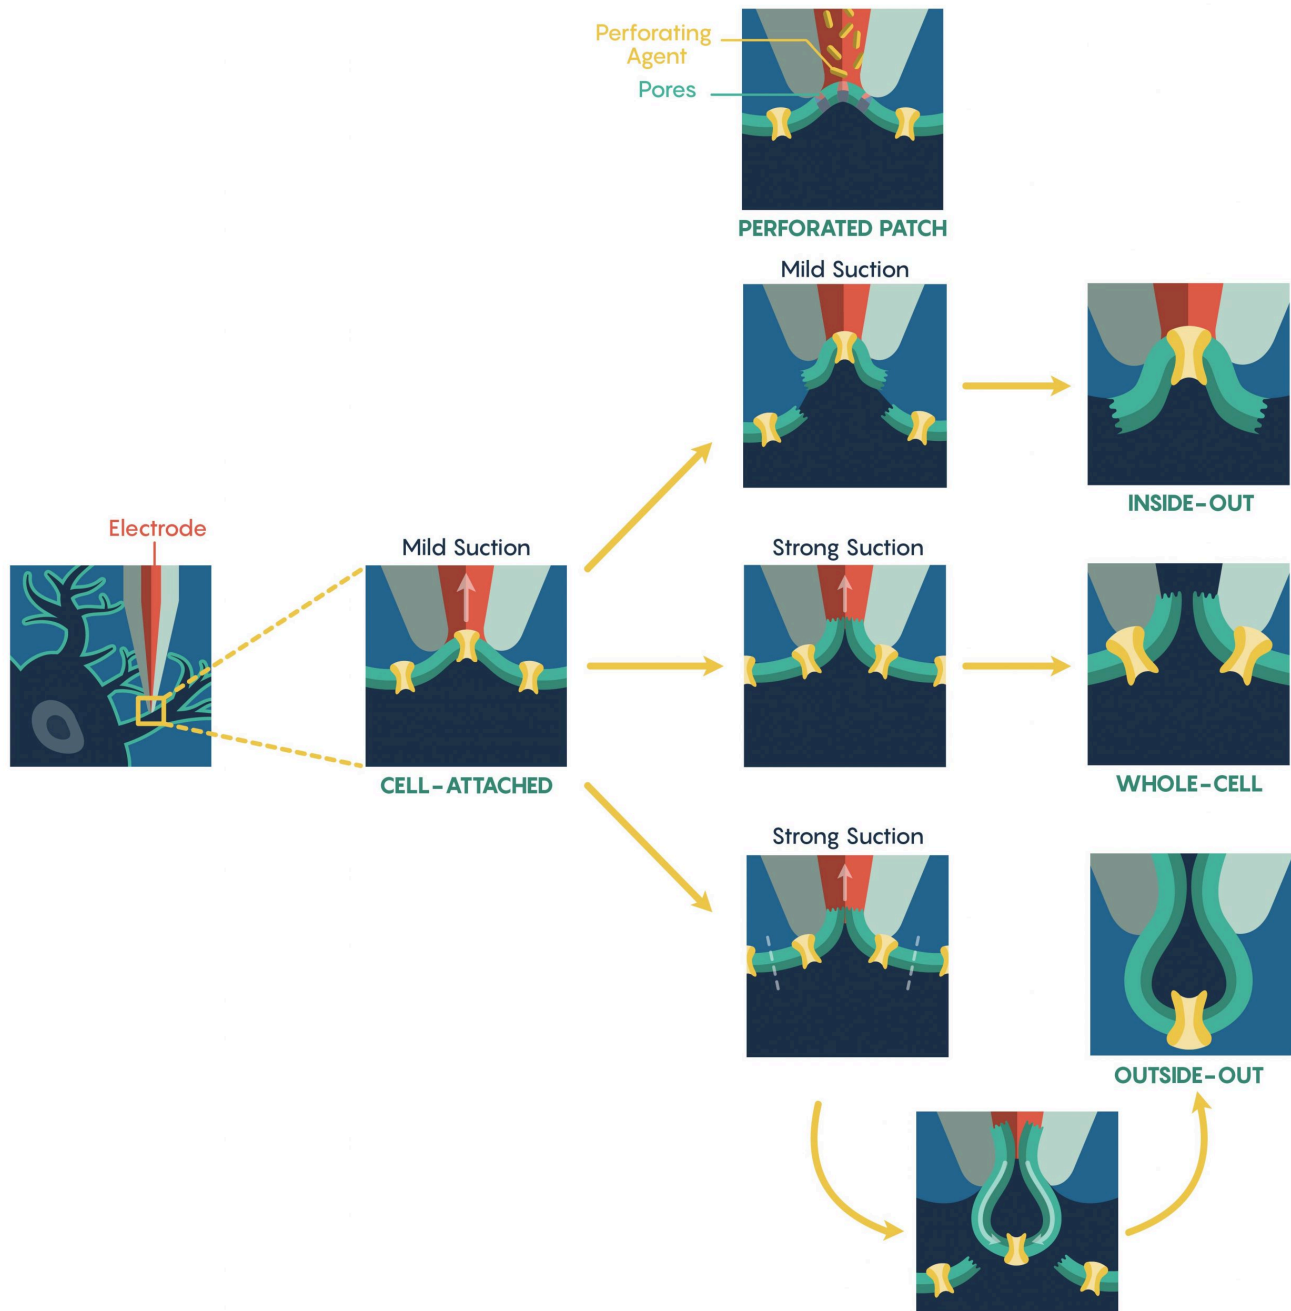 Perforating
Agent
Pores
PERFORATED PATCH
Mild Suction
INSIDE-OUT
Electrode
Mild Suction
CELL-ATTACHED
Strong Suction
WHOLE-CELL
Strong Suction
OUTSIDE-OUT